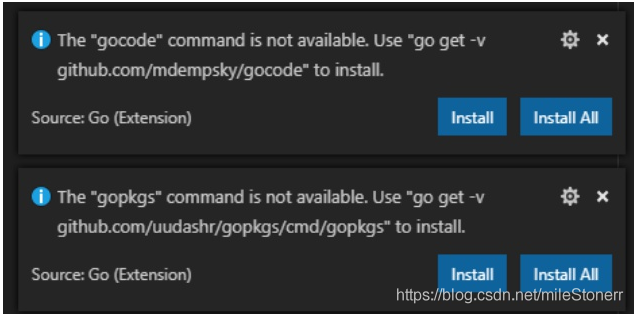 The "gocode" command is not available. Use "go get -v
github.com/mdempsky/gocode" to install.
Source: Go (Extension)
Install
Install All
The "gopkgs" command is not available. Use "go get -v
github.com/uudashr/gopkgs/cmd/gopkgs" to install.
Source: Go (Extension)
Install
Install All
https://blog.csdn.net/mileStonerr